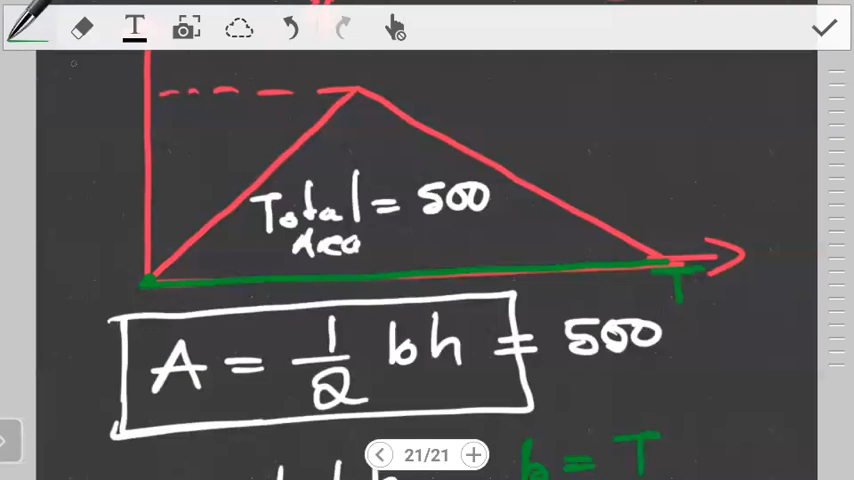 T
Total = 500
Area
T
A = 1/2 bh = 500
21/21
b = T